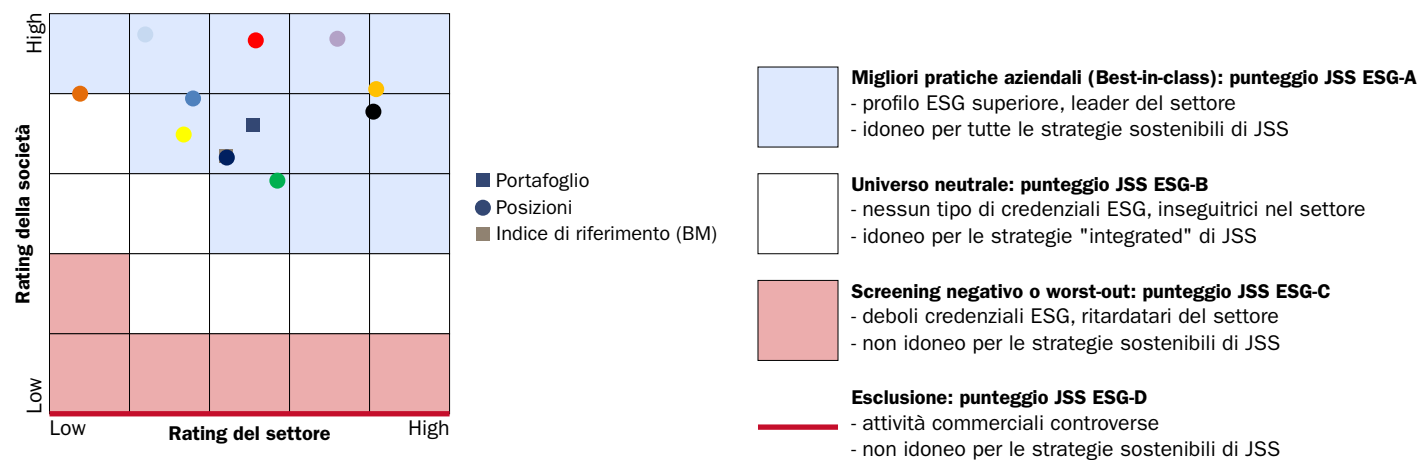 High
Rating della società
Low
Low
Rating del settore
High
Portafoglio
Posizioni
Indice di riferimento (BM)
Migliori pratiche aziendali (Best-in-class): punteggio JSS ESG-A
- profilo ESG superiore, leader del settore
- idoneo per tutte le strategie sostenibili di JSS
Universo neutrale: punteggio JSS ESG-B
- nessun tipo di credenziali ESG, inseguitrici nel settore
- idoneo per le strategie "integrated" di JSS
Screening negativo o worst-out: punteggio JSS ESG-C
- deboli credenziali ESG, ritardatari del settore
- non idoneo per le strategie sostenibili di JSS
Esclusione: punteggio JSS ESG-D
- attività commerciali controverse
- non idoneo per le strategie sostenibili di JSS